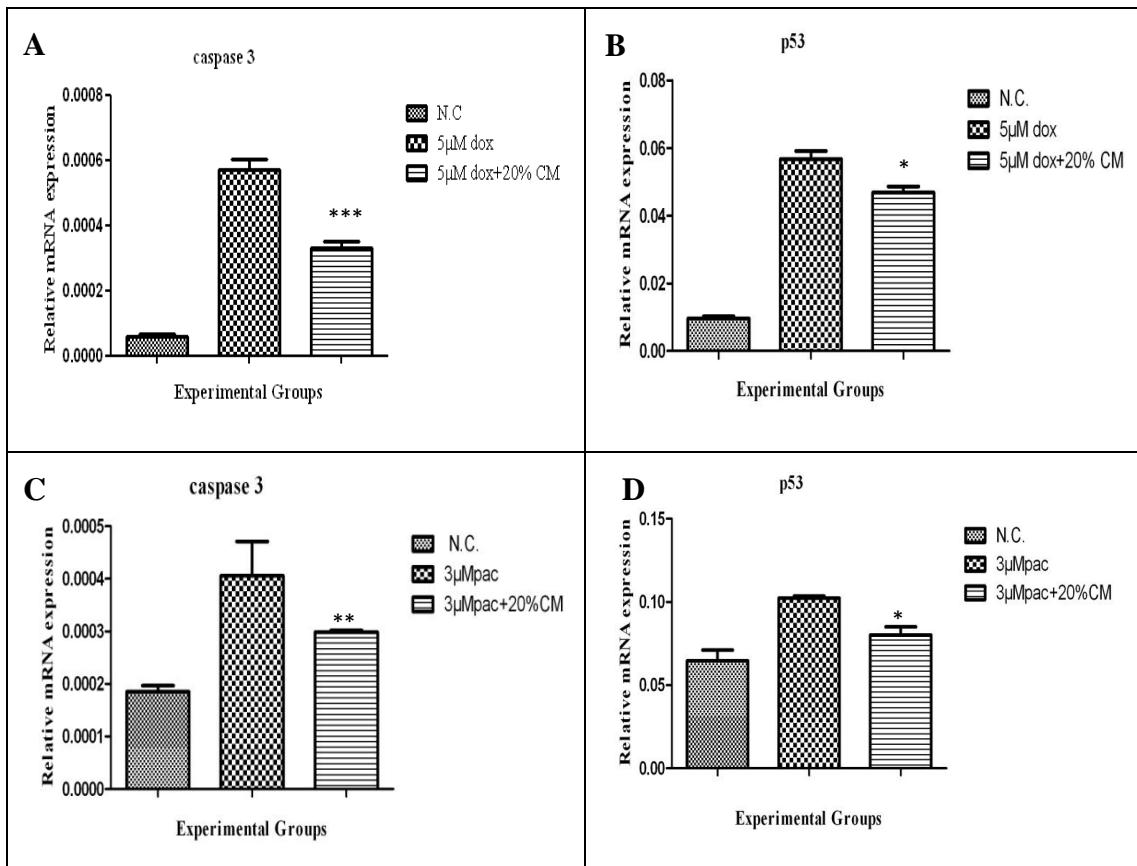 A
caspase 3
Relative mRNA expression
0.0008
0.0006
0.0004
0.0002
0.0000
***
N.C
5µM dox
5µM dox+20% CM
Experimental Groups
B
p53
Relative mRNA expression
0.08
0.06
0.04
0.02
0.00
*
N.C.
5µM dox
5µM dox+20% CM
Experimental Groups
C
caspase 3
Relative mRNA expression
0.0005
0.0004
0.0003
0.0002
0.0001
0.0000
**
N.C.
3µMpac
3µMpac+20%CM
Experimental Groups
D
p53
Relative mRNA expression
0.15
0.10
0.05
0.00
*
N.C.
3µMpac
3µMpac+20%CM
Experimental Groups